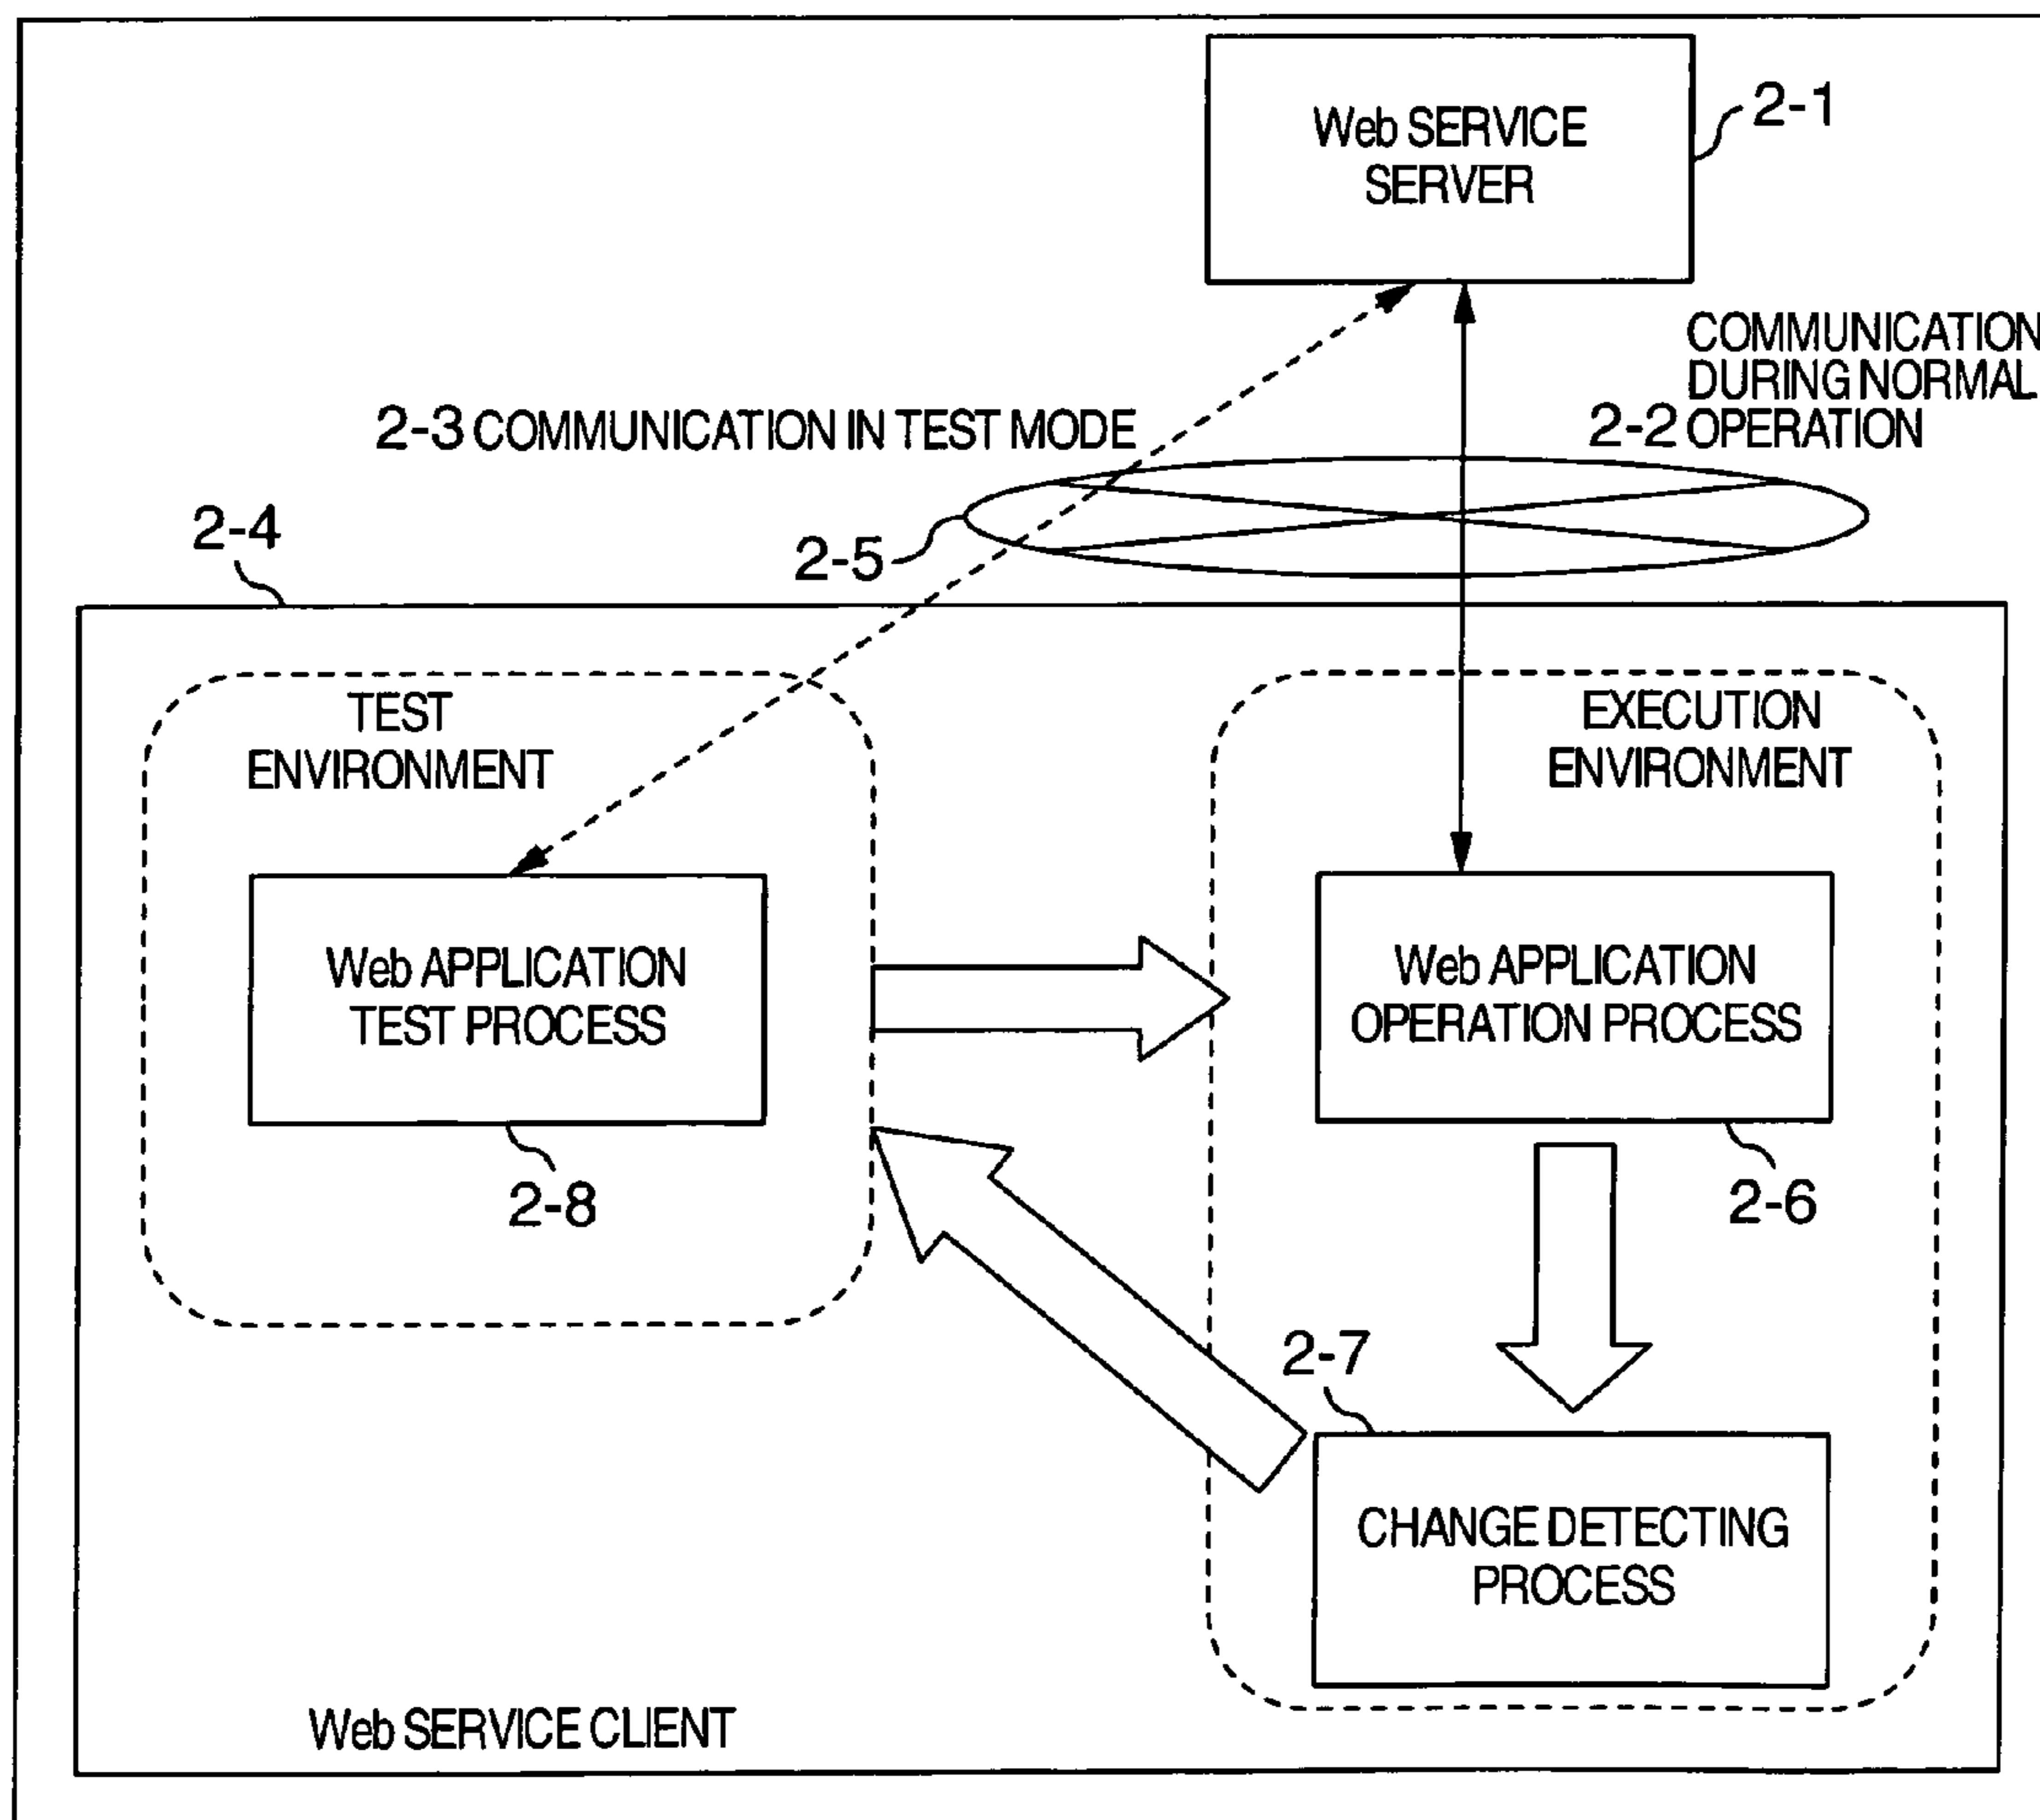 Web SERVICE
SERVER
2-1
COMMUNICATION
DURING NORMAL
2-2 OPERATION
2-3 COMMUNICATION IN TEST MODE
2-4
2-5
TEST
ENVIRONMENT
EXECUTION
ENVIRONMENT
Web APPLICATION
TEST PROCESS
Web APPLICATION
OPERATION PROCESS
2-8
2-6
2-7
CHANGE DETECTING
PROCESS
Web SERVICE CLIENT